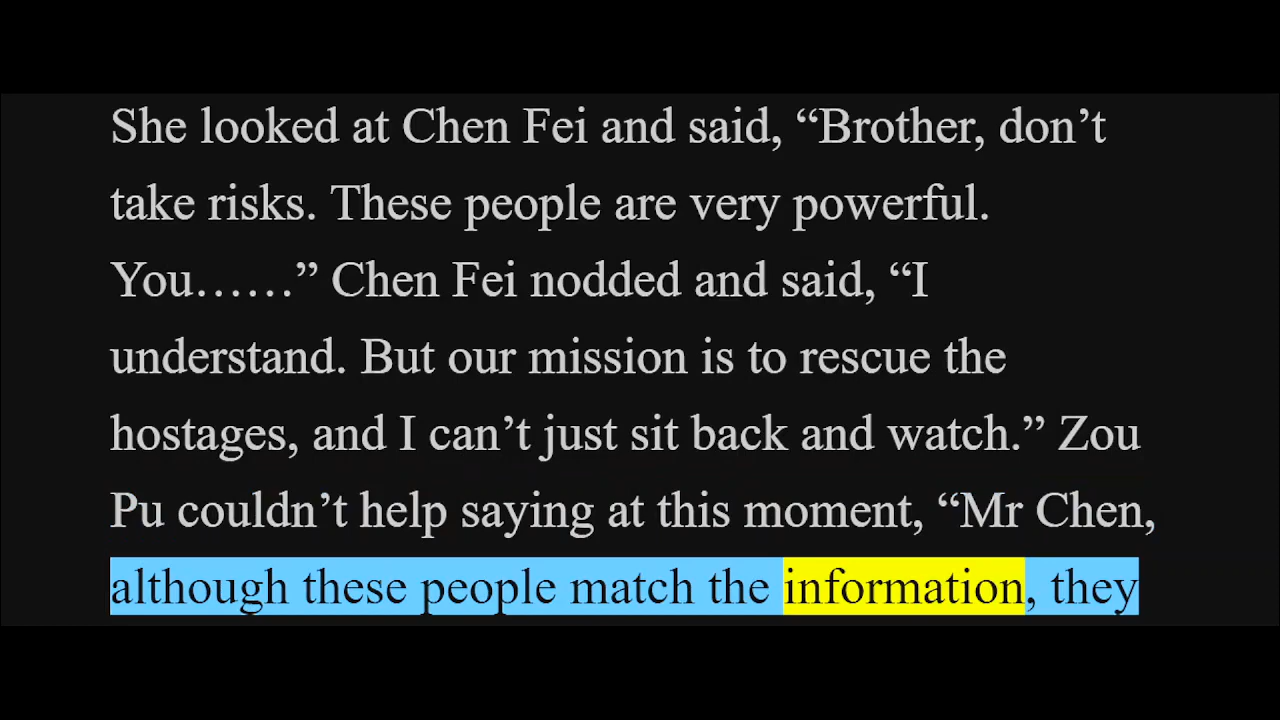 She looked at Chen Fei and said, “Brother, don’t
take risks. These people are very powerful.
You……” Chen Fei nodded and said, “I
understand. But our mission is to rescue the
hostages, and I can’t just sit back and watch.” Zou
Pu couldn’t help saying at this moment, “Mr Chen,
although these people match the information, they